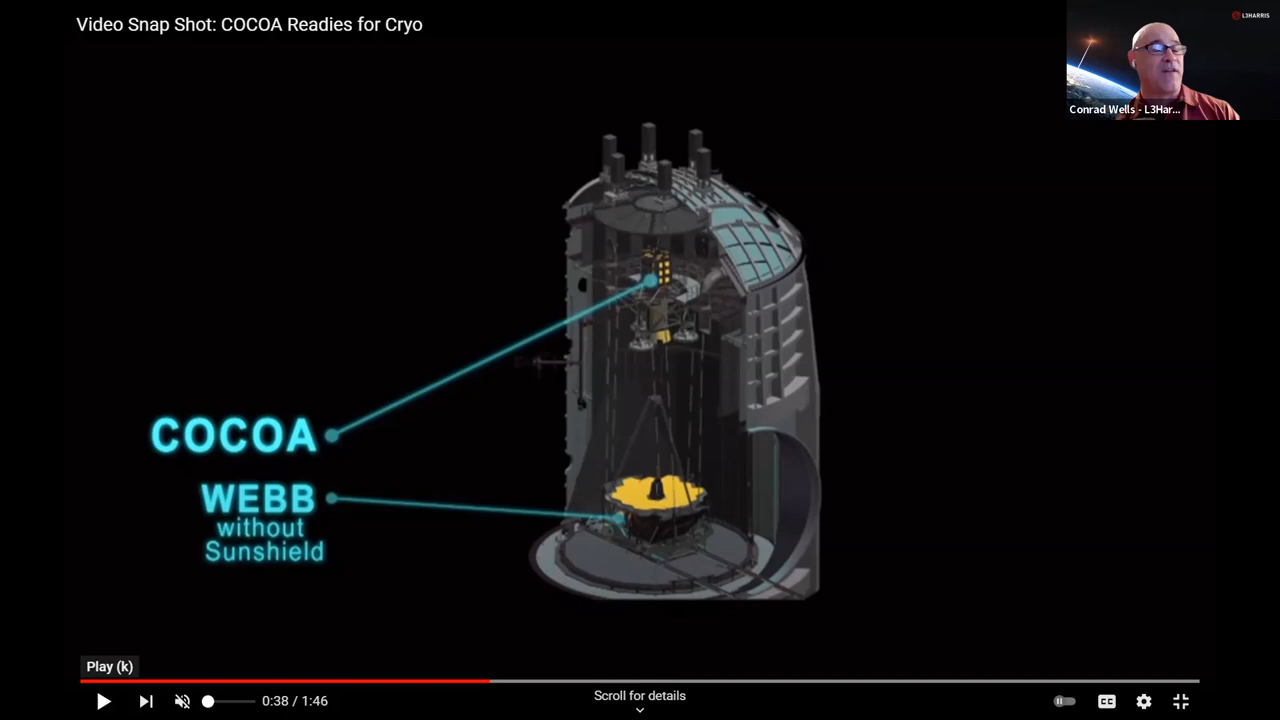 Video Snap Shot: COCOA Readies for Cryo
L3HARRIS
Conrad Wells - L3Har...
COCOA
WEBB
without
Sunshield
Play (k)
0:38 / 1:46
Scroll for details
CC